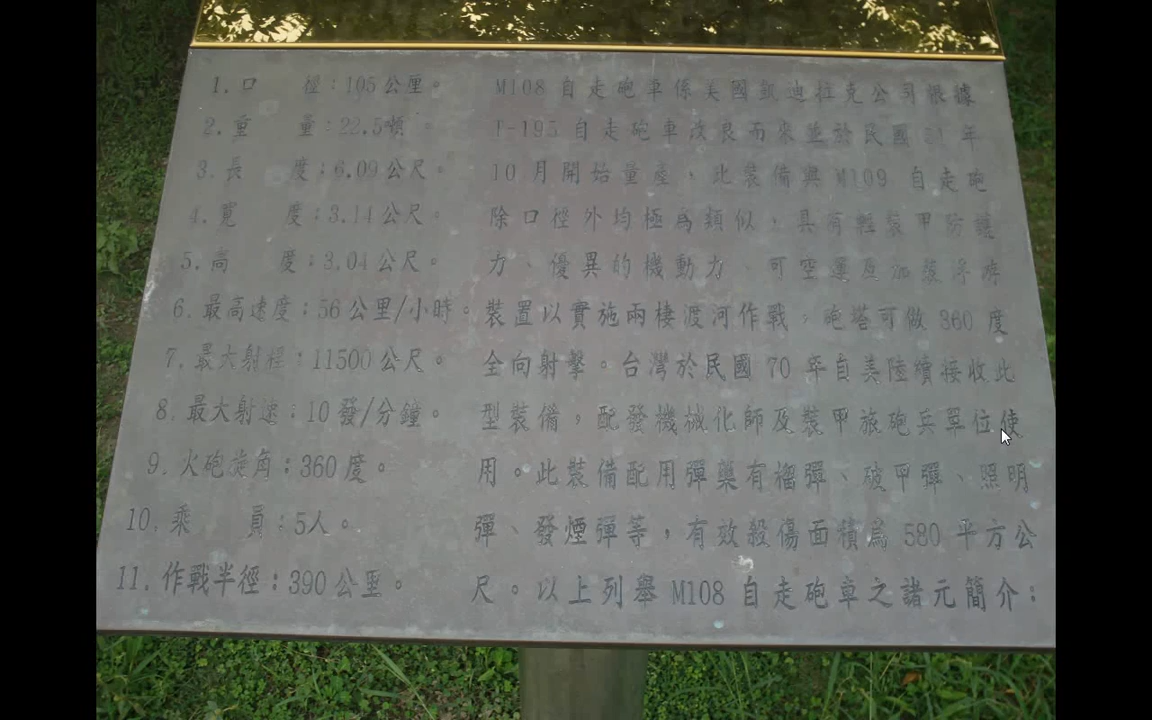 1.口 徑：105公厘。
2.重 量：22.5噸。
3.長 度：6.09公尺。
4.寬 度：3.14公尺。
5.高 度：3.04公尺。
6.最高速度：56公里/小時。
7.最大射程：11500公尺。
8.最大射速：10發/分鐘。
9.火砲旋角：360度。
10.乘 員：5人。
11.作戰半徑：390公里。
M108自走砲車係美國凱迪拉克公司根據
T-195自走砲車改良而來並於民國51年
10月開始量產，此裝備與M109自走砲
除口徑外均極為類似，具有輕裝甲防護
力、優異的機動力、可空運及加裝浮游
裝置以實施兩棲渡河作戰，砲塔可做360度
全向射擊。台灣於民國70年自美陸續接收此
型裝備，配發機械化師及裝甲旅砲兵單位使
用。此裝備配用彈藥有榴彈、破甲彈、照明
彈、發煙彈等，有效殺傷面積為580平方公
尺。以上列舉M108自走砲車之諸元簡介：